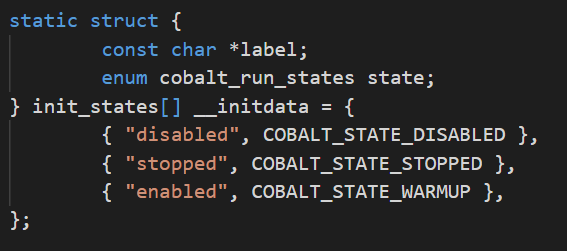 static struct {
        const char *label;
        enum cobalt_run_states state;
} init_states[] __initdata = {
        { "disabled", COBALT_STATE_DISABLED },
        { "stopped", COBALT_STATE_STOPPED },
        { "enabled", COBALT_STATE_WARMUP },
};